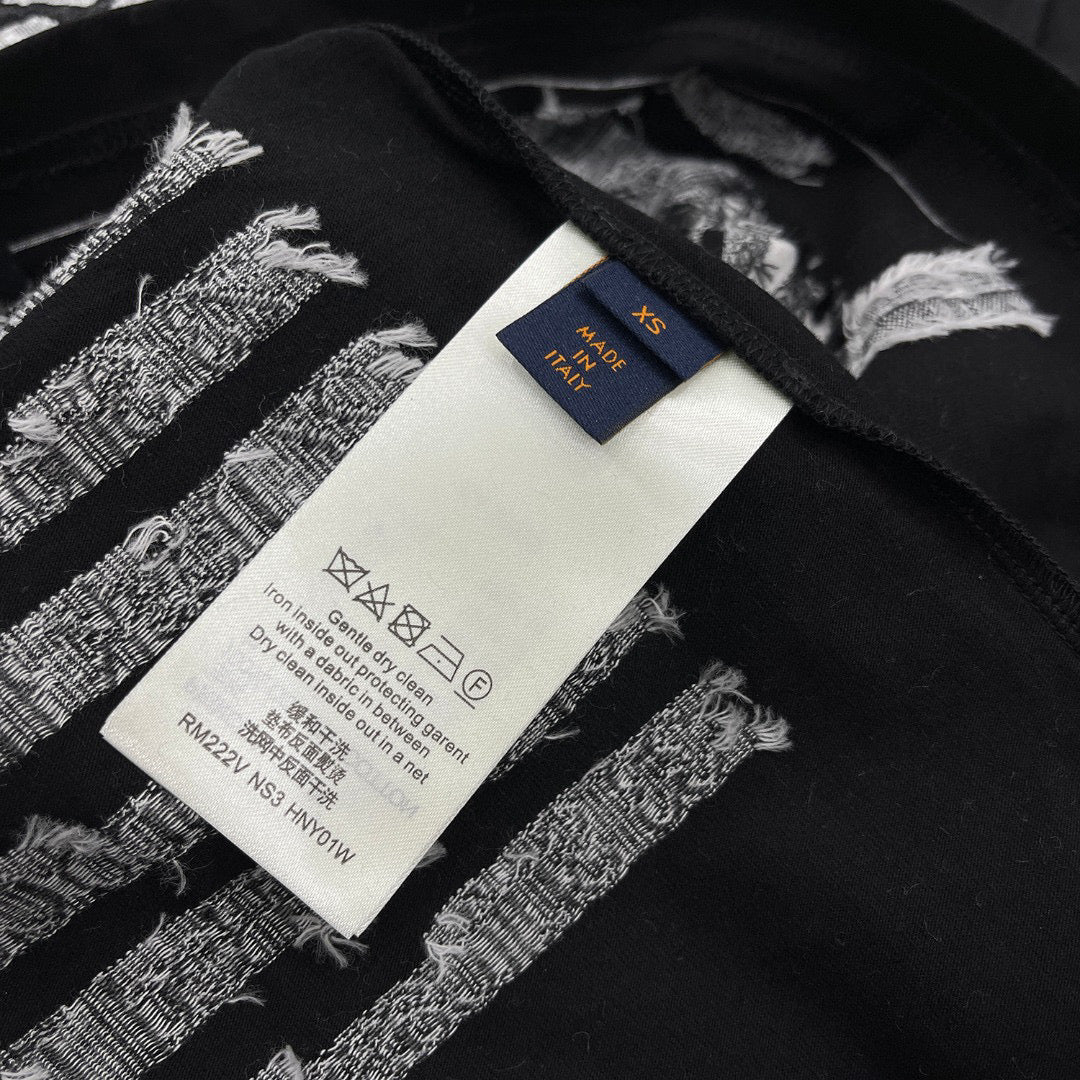 XS
MADE
IN
ITALY
Gentle dry clean
Iron inside out protecting garent
with a dabric in between
Dry clean inside out in a net
缓和干洗
垫布反面熨烫
洗网中反面干洗
RM222V NS3 HNY01W
F